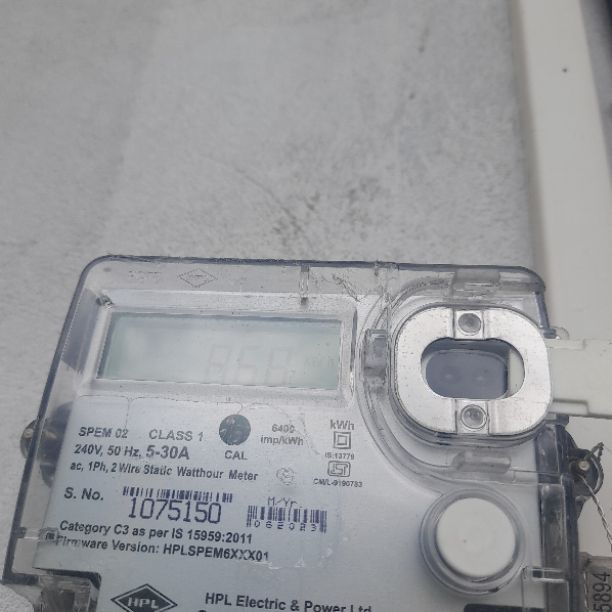 SPEM 02 CLASS 1
240V, 50 Hz, 5-30A
ac, 1Ph, 2 Wire Static Watthour Meter
CAL
6400
imp/kWh
kWh
IS:13779
CM/L-9190783
S. No. 1075150
M/Yr.
062023
Category C3 as per IS 15959:2011
Firmware Version: HPLSPEM6XXX01
HPL
HPL Electric & Power Ltd
894